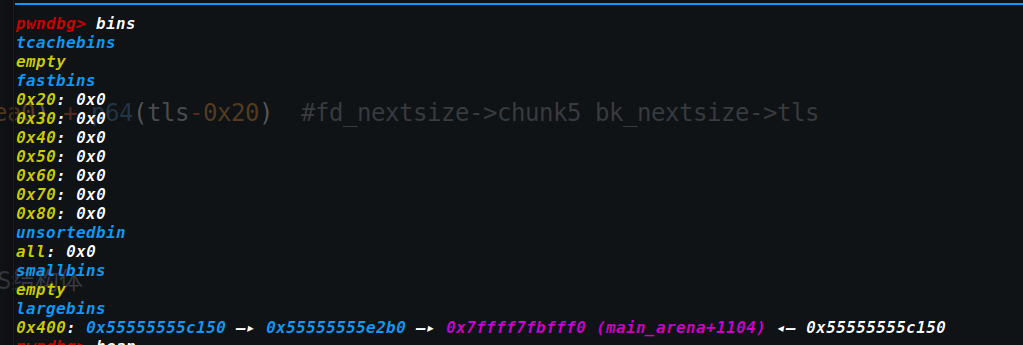 pwndbg> bins
tcachebins
empty
fastbins
0x20: 0x0
64(tls-0x20)  #fd_nextsize->chunk5 bk_nextsize->tls
0x30: 0x0
0x40: 0x0
0x50: 0x0
0x60: 0x0
0x70: 0x0
0x80: 0x0
unsortedbin
all: 0x0
smallbins
empty
largebins
0x400: 0x55555555c150 —▸ 0x55555555e2b0 —▸ 0x7ffff7fbfff0 (main_arena+1104) ◂— 0x55555555c150